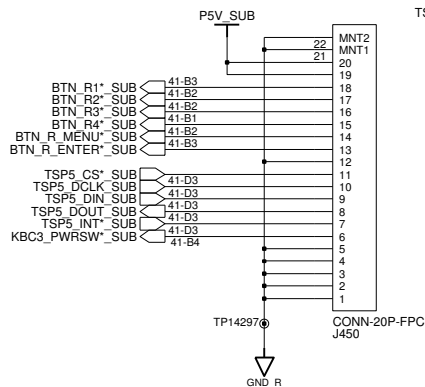 P5V_SUB
TS
MNT2
22
MNT1
21
20
19
BTN_R1*_SUB 41-B3 18
BTN_R2*_SUB 41-B2 17
BTN_R3*_SUB 41-B2 16
BTN_R4*_SUB 41-B1 15
BTN_R_MENU*_SUB 41-B2 14
BTN_R_ENTER*_SUB 41-B3 13
12
TSP5_CS*_SUB 11
TSP5_DCLK_SUB 41-D3 10
TSP5_DIN_SUB 41-D3 9
TSP5_DOUT_SUB 41-D3 8
TSP5_INT*_SUB 41-D3 7
KBC3_PWRSW*_SUB 41-D3 6
41-B4 5
4
3
2
1
TP14297
CONN-20P-FPC
J450
GND_R